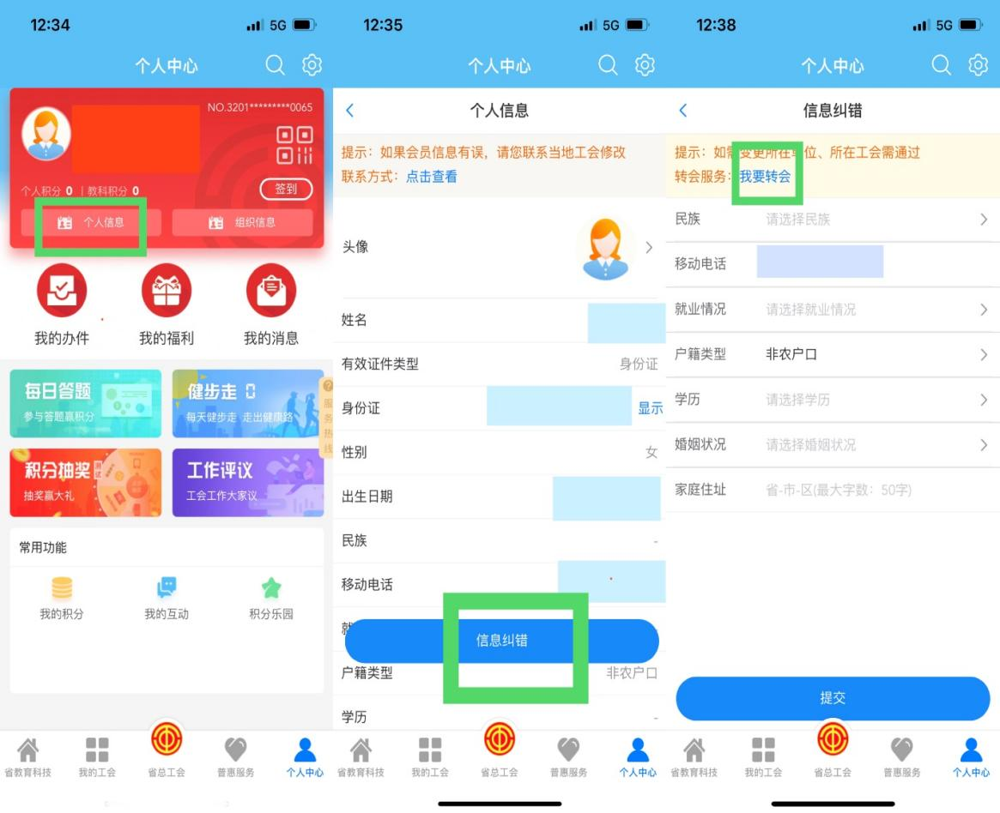 12:34
5G
个人中心
NO.3201*********0065
个人积分 0 | 教科积分 0
签到
个人信息
组织信息
我的办件
我的福利
我的消息
每日答题
参与答题赢积分
健步走 0
每天健步走 走出健康路
?
服务热线
积分抽奖
抽奖赢大礼
工作评议
工会工作大家议
常用功能
我的积分
我的互动
积分乐园
省教育科技
我的工会
省总工会
普惠服务
个人中心
12:35
5G
个人中心
个人信息
提示：如果会员信息有误，请您联系当地工会修改
联系方式：点击查看
头像
姓名
有效证件类型
身份证
身份证
显示
性别
女
出生日期
民族
-
移动电话
就
信息纠错
户籍类型
非农户口
学历
-
省教育科技
我的工会
省总工会
普惠服务
个人中心
12:38
5G
个人中心
信息纠错
提示：如需变更所在单位、所在工会需通过
转会服务：我要转会
民族
请选择民族
移动电话
就业情况
请选择就业情况
户籍类型
非农户口
学历
请选择学历
婚姻状况
请选择婚姻状况
家庭住址
省-市-区(最大字数：50字)
提交
省教育科技
我的工会
省总工会
普惠服务
个人中心